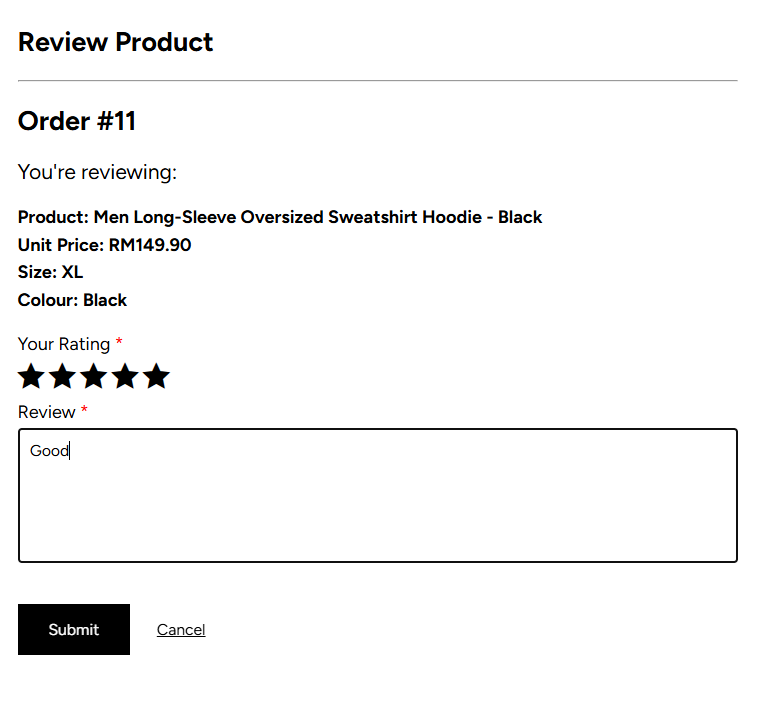 Review Product
Order #11
You're reviewing:
Product: Men Long-Sleeve Oversized Sweatshirt Hoodie - Black
Unit Price: RM149.90
Size: XL
Colour: Black
Your Rating *
Review *
Good
Submit Cancel